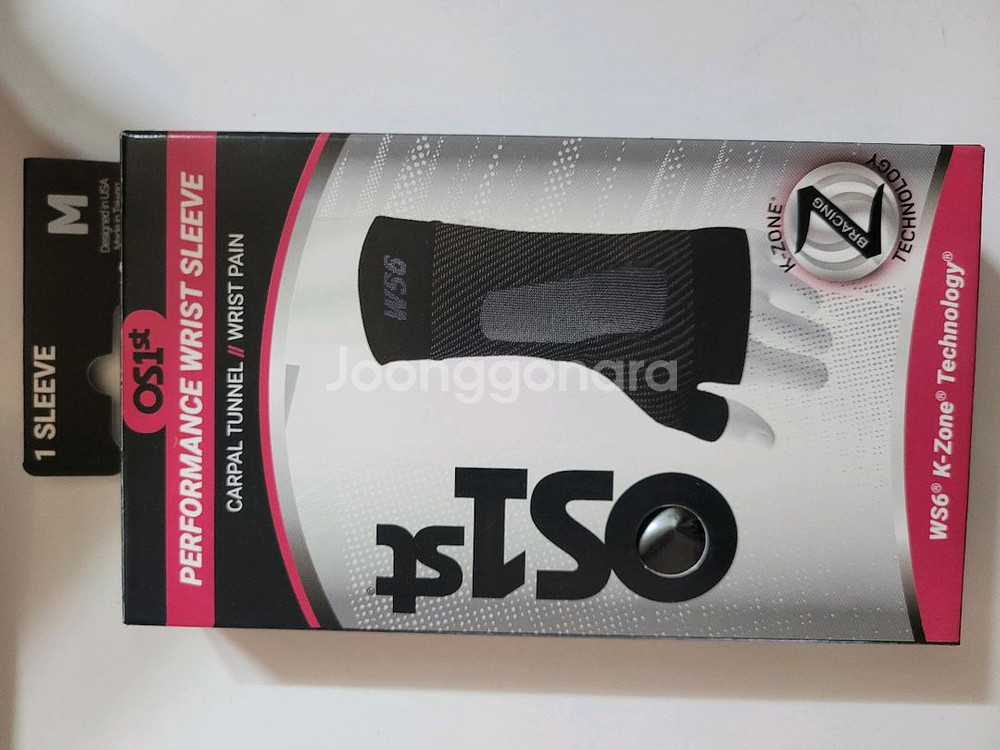 1 SLEEVE
M
Designed in USA
Made in Taiwan
OS1st
PERFORMANCE WRIST SLEEVE
CARPAL TUNNEL // WRIST PAIN
WS6
Joonggonara
OS1st®
K-ZONE®
Z
BRACING
TECHNOLOGY
WS6® K-Zone® Technology®